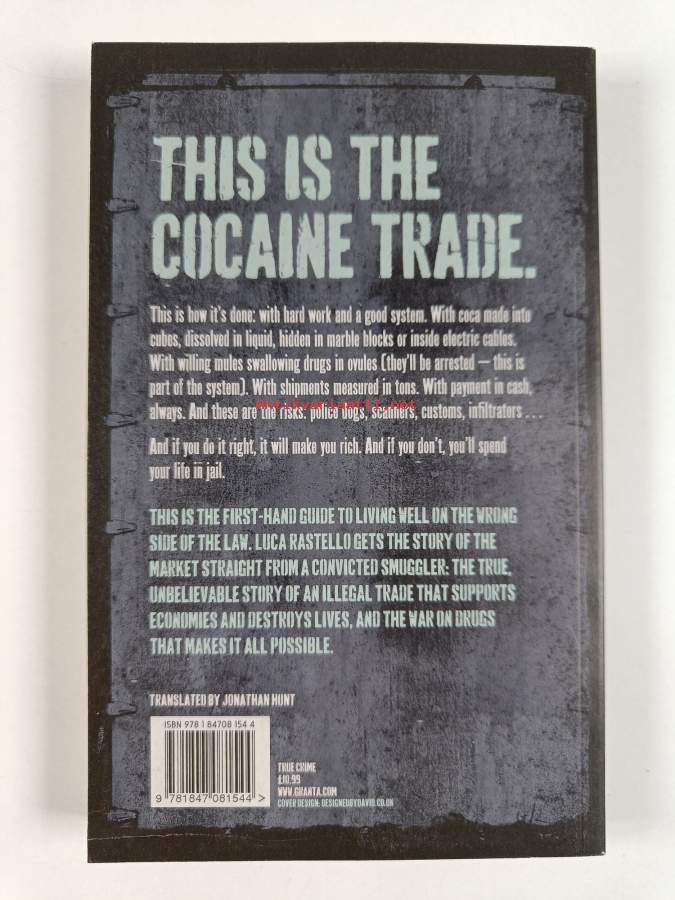 THIS IS THE
COCAINE TRADE.
This is how it's done: with hard work and a good system. With coca made into
cubes, dissolved in liquid, hidden in marble blocks or inside electric cables.
With willing mules swallowing drugs in ovules (they'll be arrested – this is
part of the system). With shipments measured in tons. With payment in cash,
always. And these are the risks: police dogs, scanners, customs, infiltrators ...
Antikvariaatti.net
And if you do it right, it will make you rich. And if you don't, you'll spend
your life in jail.
THIS IS THE FIRST-HAND GUIDE TO LIVING WELL ON THE WRONG
SIDE OF THE LAW. LUCA RASTELLO GETS THE STORY OF THE
MARKET STRAIGHT FROM A CONVICTED SMUGGLER: THE TRUE,
UNBELIEVABLE STORY OF AN ILLEGAL TRADE THAT SUPPORTS
ECONOMIES AND DESTROYS LIVES, AND THE WAR ON DRUGS
THAT MAKES IT ALL POSSIBLE.
TRANSLATED BY JONATHAN HUNT
ISBN 978 1 84708 154 4
9 781847 081544 >
TRUE CRIME
£10.99
WWW.GRANTA.COM
COVER DESIGN: DESIGNEDBYDAVID.CO.UK